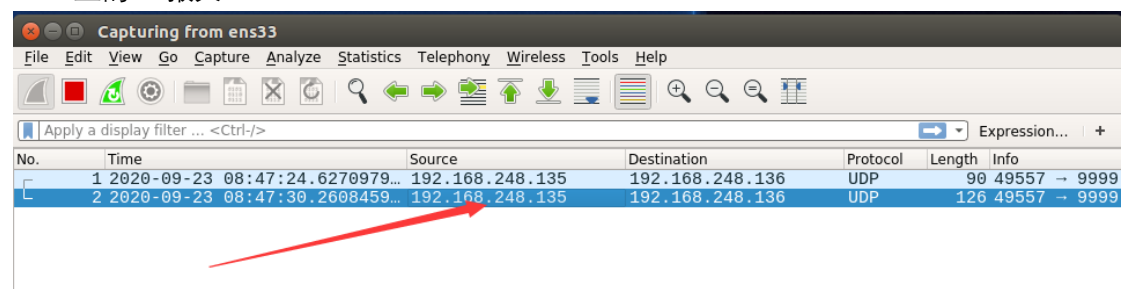 Capturing from ens33
File Edit View Go Capture Analyze Statistics Telephony Wireless Tools Help
Apply a display filter ... <Ctrl-/> Expression... +
No. Time Source Destination Protocol Length Info
1 2020-09-23 08:47:24.6270979… 192.168.248.135 192.168.248.136 UDP 90 49557 → 9999
2 2020-09-23 08:47:30.2608459… 192.168.248.135 192.168.248.136 UDP 126 49557 → 9999